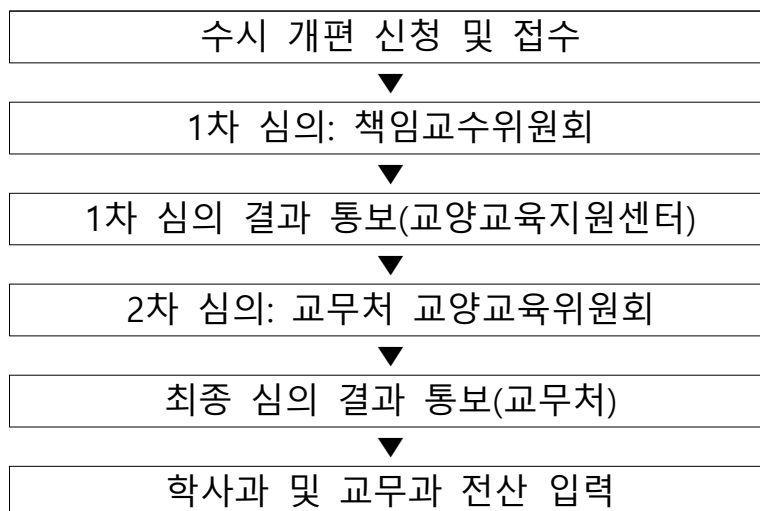 수시 개편 신청 및 접수
▼
1차 심의: 책임교수위원회
▼
1차 심의 결과 통보(교양교육지원센터)
▼
2차 심의: 교무처 교양교육위원회
▼
최종 심의 결과 통보(교무처)
▼
학사과 및 교무과 전산 입력